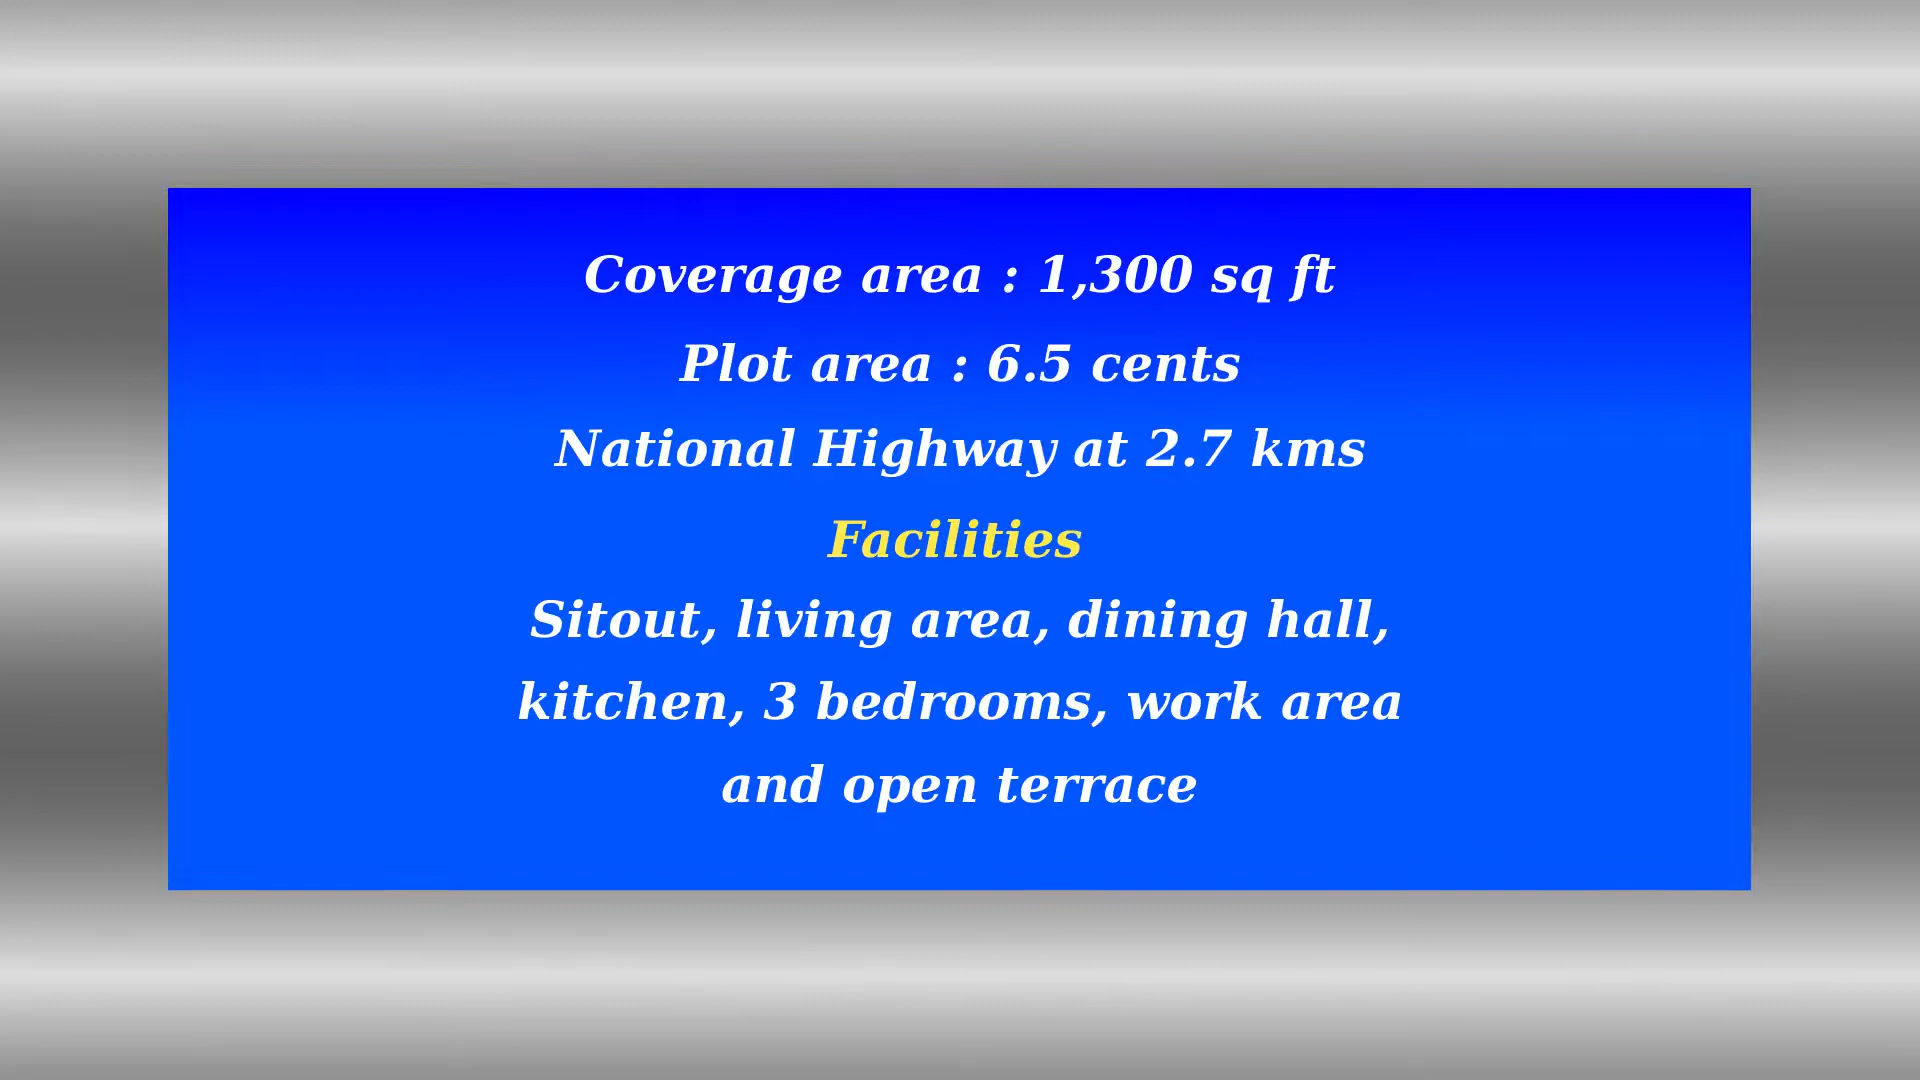 Coverage area : 1,300 sq ft
Plot area : 6.5 cents
National Highway at 2.7 kms
Facilities
Sitout, living area, dining hall,
kitchen, 3 bedrooms, work area
and open terrace